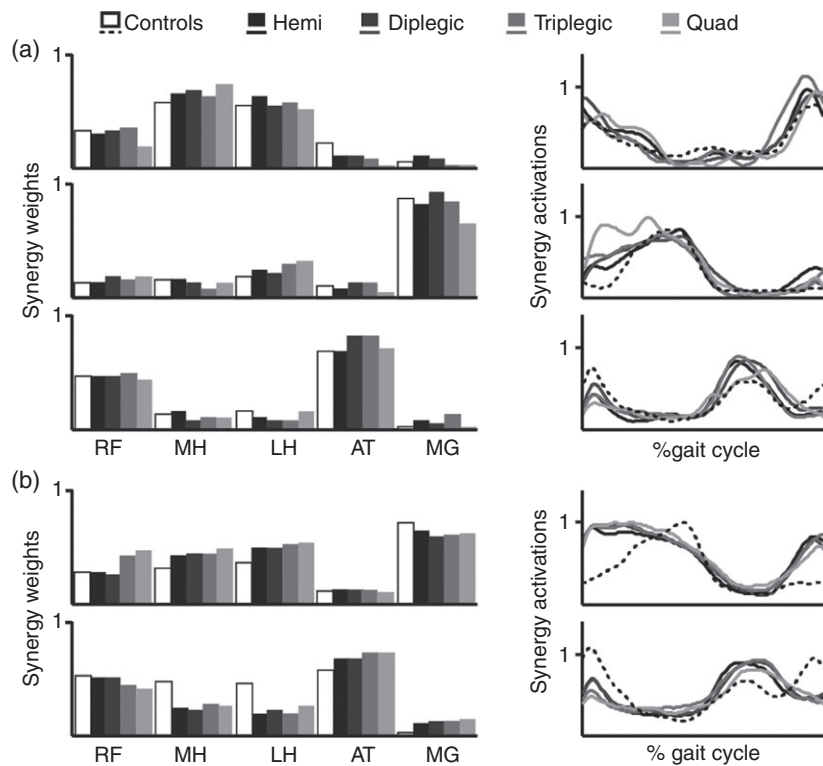 Controls Hemi Diplegic Triplegic Quad
(a)
1
1
1
Synergy weights
RF MH LH AT MG
1
1
1
Synergy activations
%gait cycle
(b)
1
1
Synergy weights
RF MH LH AT MG
1
1
Synergy activations
% gait cycle